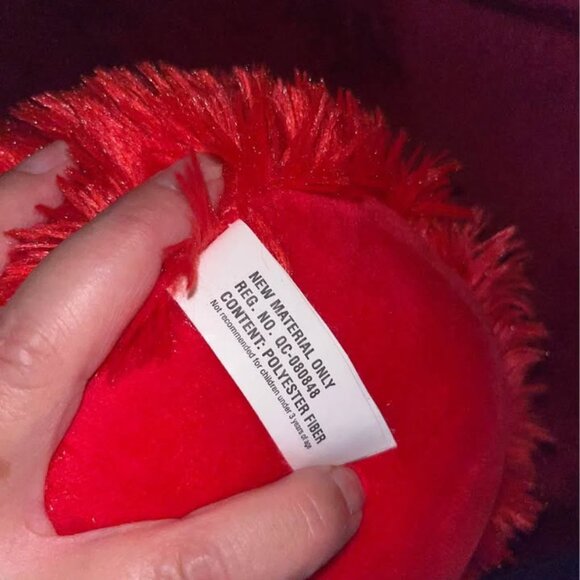 NEW MATERIAL ONLY
REG. NO. QC-080848
CONTENT: POLYESTER FIBER
Not recommended for children under 3 years of age